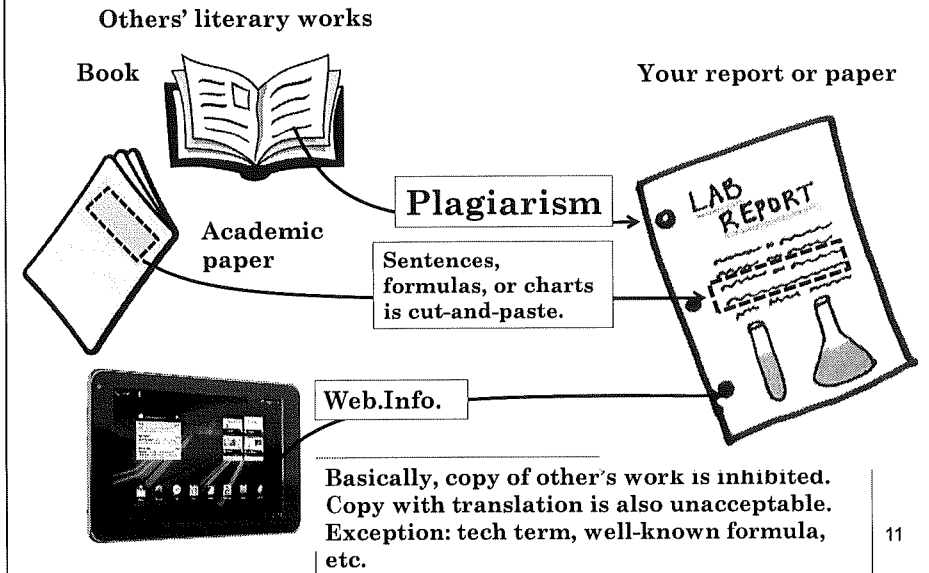 Others' literary works
Book
Your report or paper
Plagiarism
LAB
REPORT
Academic
paper
Sentences,
formulas, or charts
is cut-and-paste.
Web.Info.
Basically, copy of other's work is inhibited.
Copy with translation is also unacceptable.
Exception: tech term, well-known formula,
etc.
11